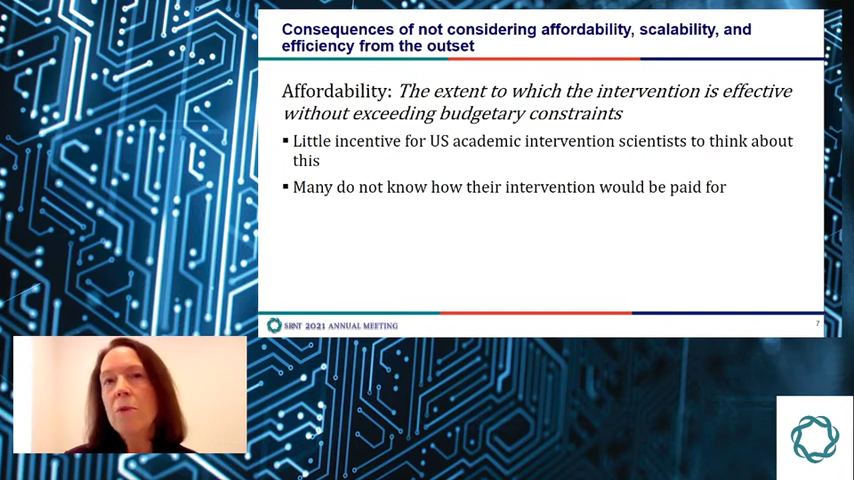 Consequences of not considering affordability, scalability, and
efficiency from the outset
Affordability: The extent to which the intervention is effective
without exceeding budgetary constraints
▪ Little incentive for US academic intervention scientists to think about
this
▪ Many do not know how their intervention would be paid for
SRNT 2021 ANNUAL MEETING
7